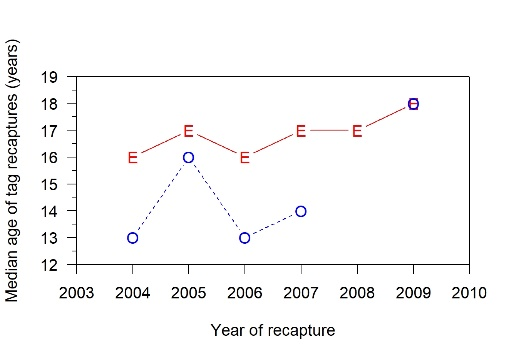 Median age of tag recaptures (years)
19
18
17
16
15
14
13
12
E E E E E E
O O O O O
2003 2004 2005 2006 2007 2008 2009 2010
Year of recapture